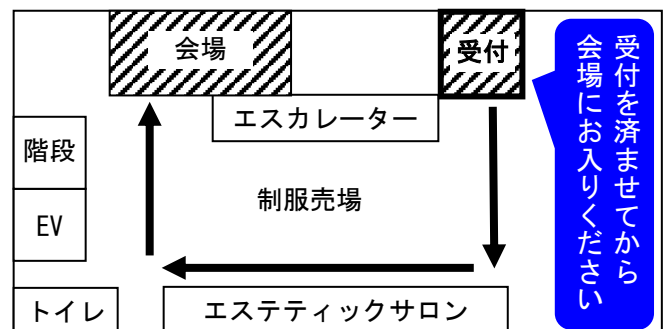 会場
受付
受付を済ませてから
会場にお入りください
エスカレーター
階段
制服売場
EV
トイレ
エステティックサロン